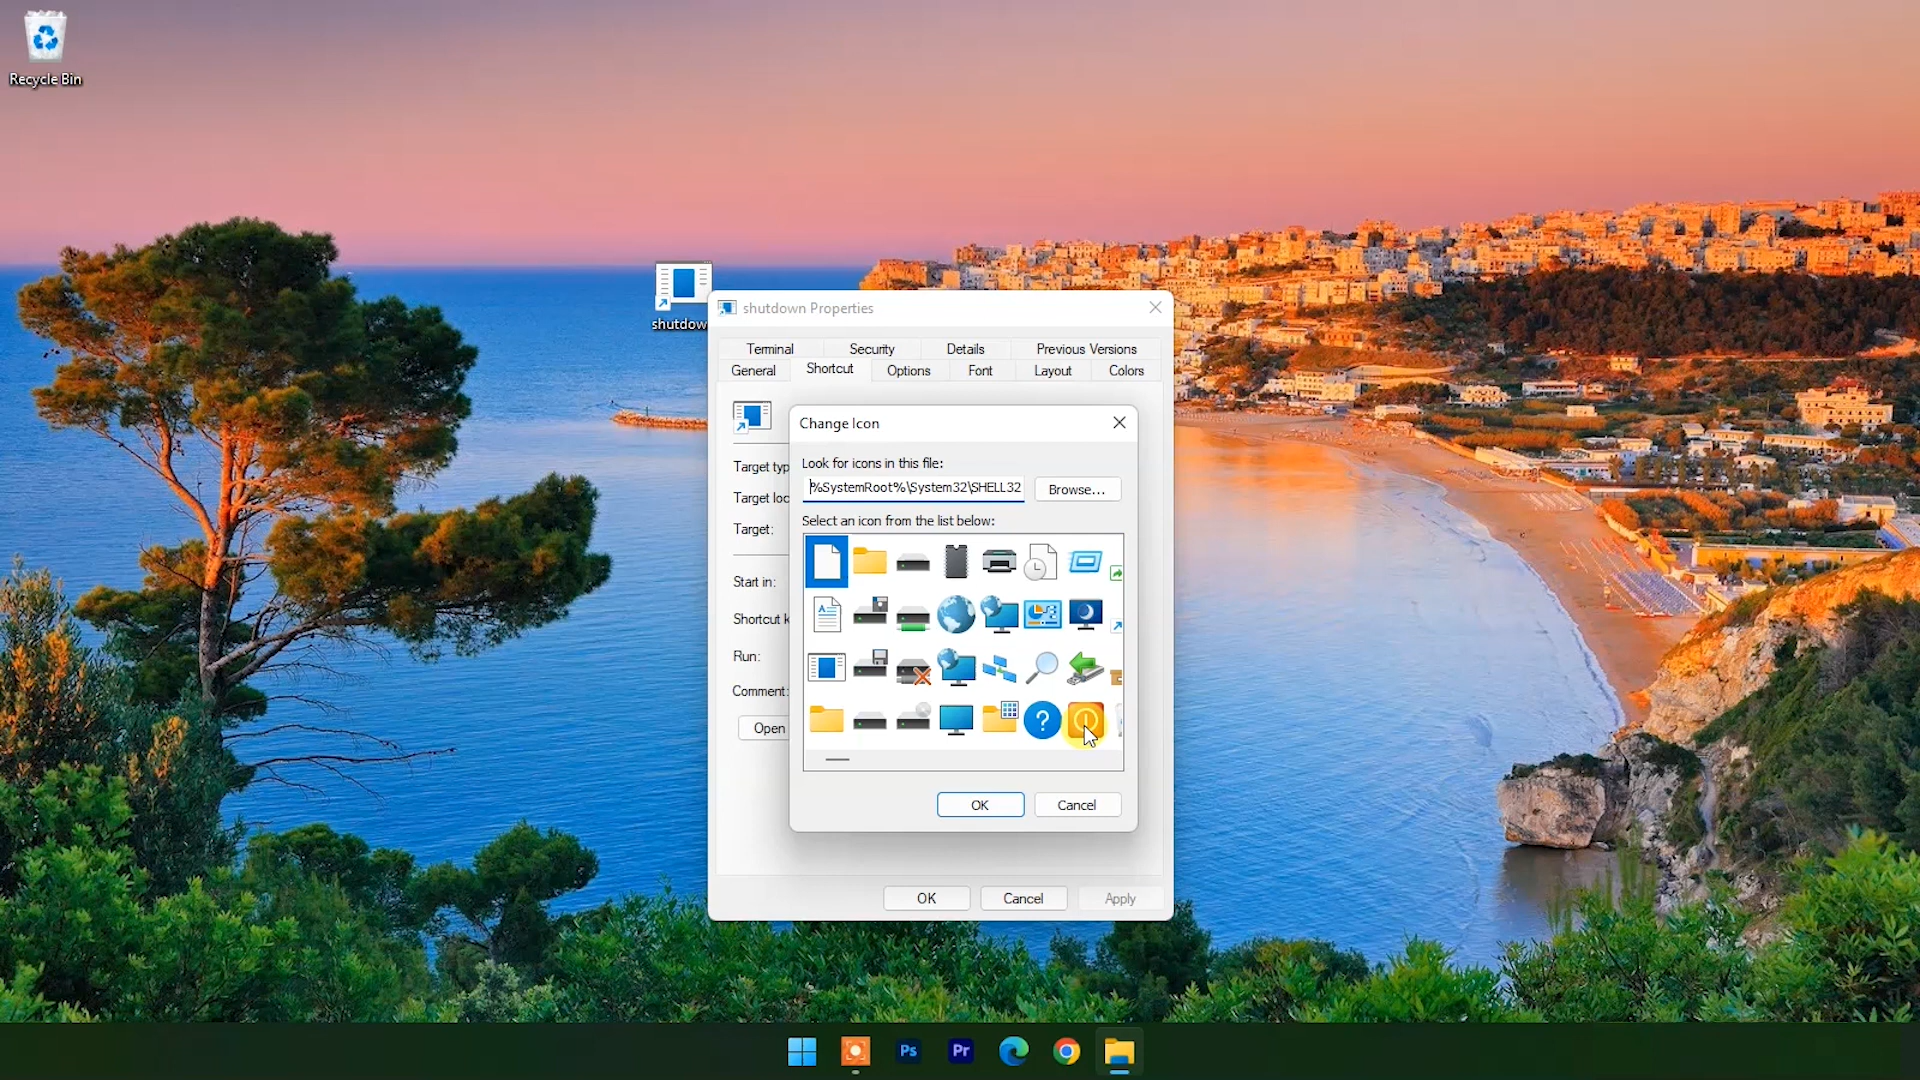 Recycle Bin
shutdow
shutdown Properties
Terminal Security Details Previous Versions
General Shortcut Options Font Layout Colors
Change Icon
Look for icons in this file:
%SystemRoot%\System32\SHELL32
Browse...
Select an icon from the list below:
Target typ
Target loc
Target:
Start in:
Shortcut k
Run:
Comment:
Open
OK Cancel
OK Cancel Apply
Ps Pr